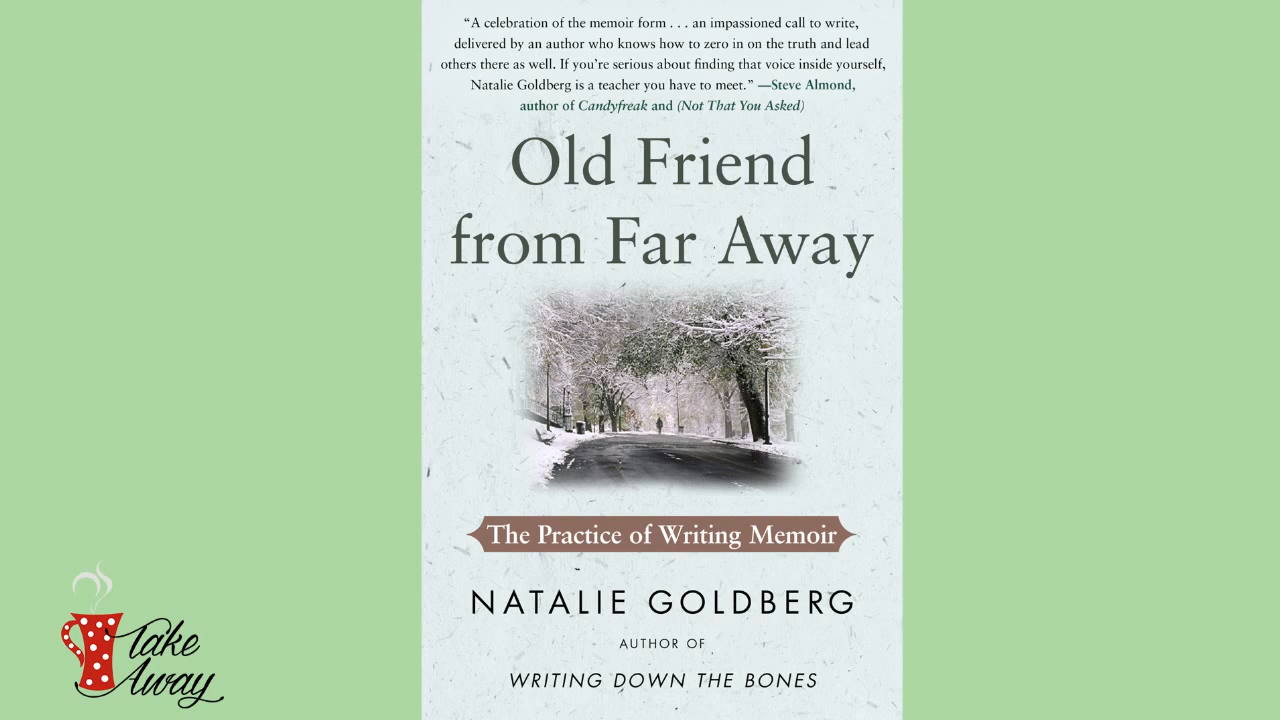 “A celebration of the memoir form . . . an impassioned call to write,
delivered by an author who knows how to zero in on the truth and lead
others there as well. If you’re serious about finding that voice inside yourself,
Natalie Goldberg is a teacher you have to meet.” —Steve Almond,
author of Candyfreak and (Not That You Asked)
Old Friend
from Far Away
The Practice of Writing Memoir
NATALIE GOLDBERG
AUTHOR OF
WRITING DOWN THE BONES
Take
Away